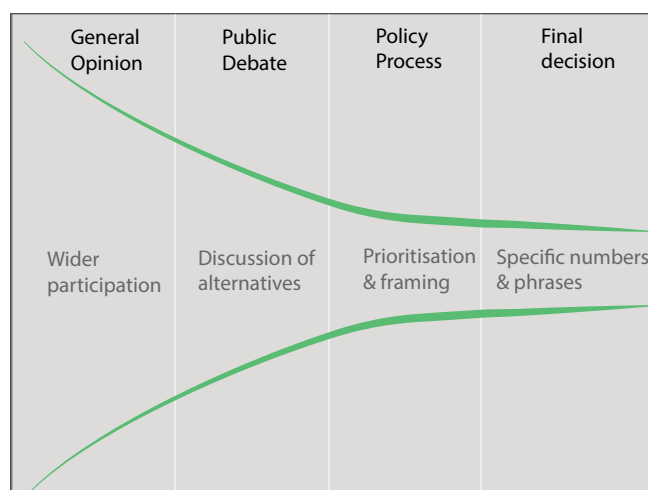 General
Opinion
Public
Debate
Policy
Process
Final
decision
Wider
participation
Discussion of
alternatives
Prioritisation
& framing
Specific numbers
& phrases